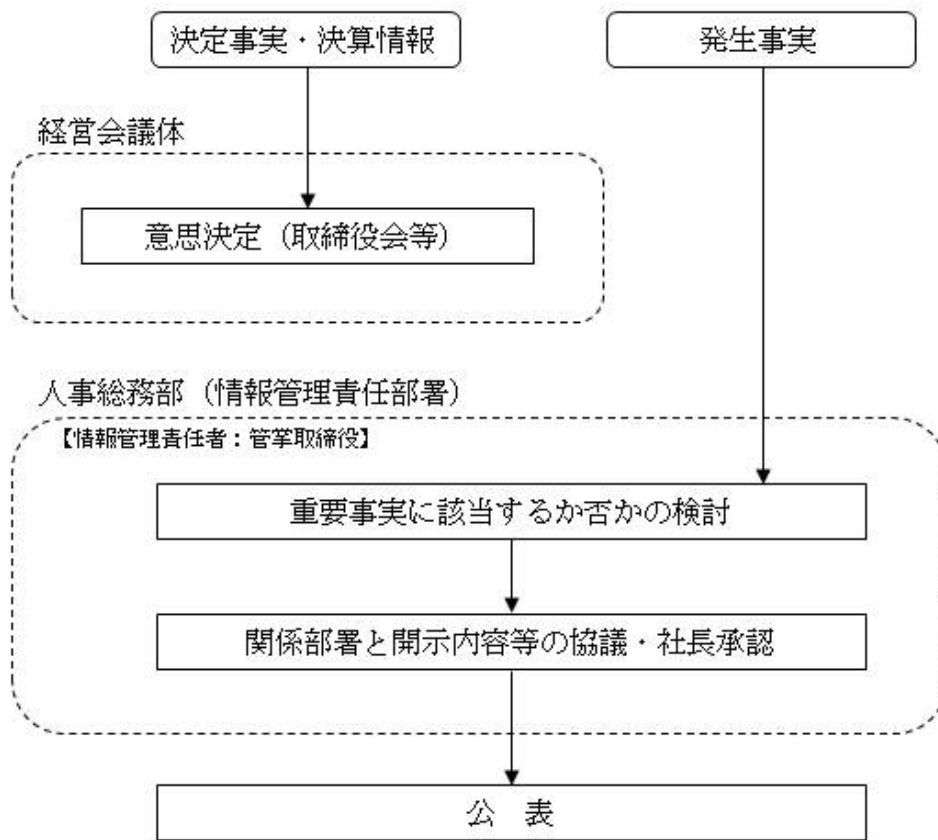 決定事実・決算情報
発生事実
経営会議体
意思決定（取締役会等）
人事総務部（情報管理責任部署）
【情報管理責任者：管掌取締役】
重要事実に該当するか否かの検討
関係部署と開示内容等の協議・社長承認
公　表